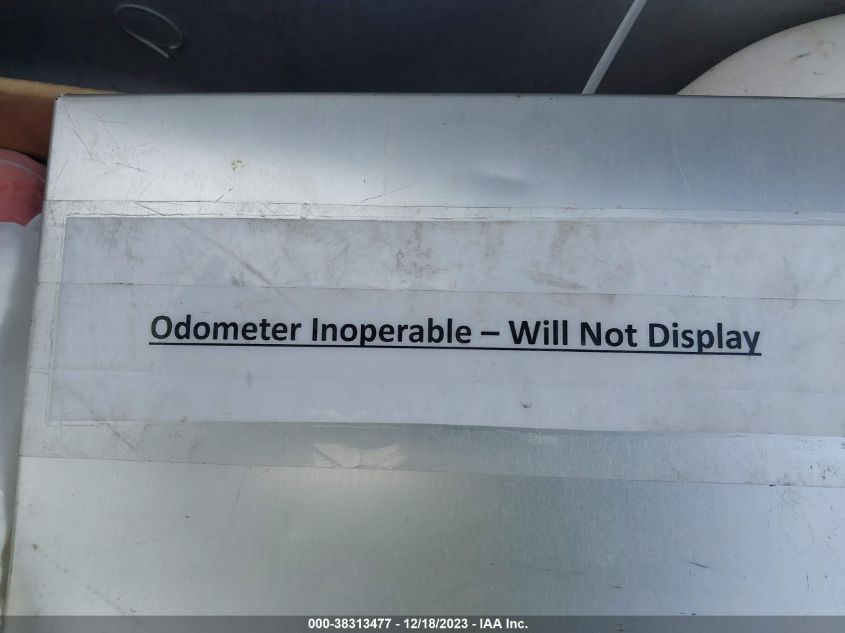 Odometer Inoperable – Will Not Display
000-38313477 - 12/18/2023 - IAA Inc.